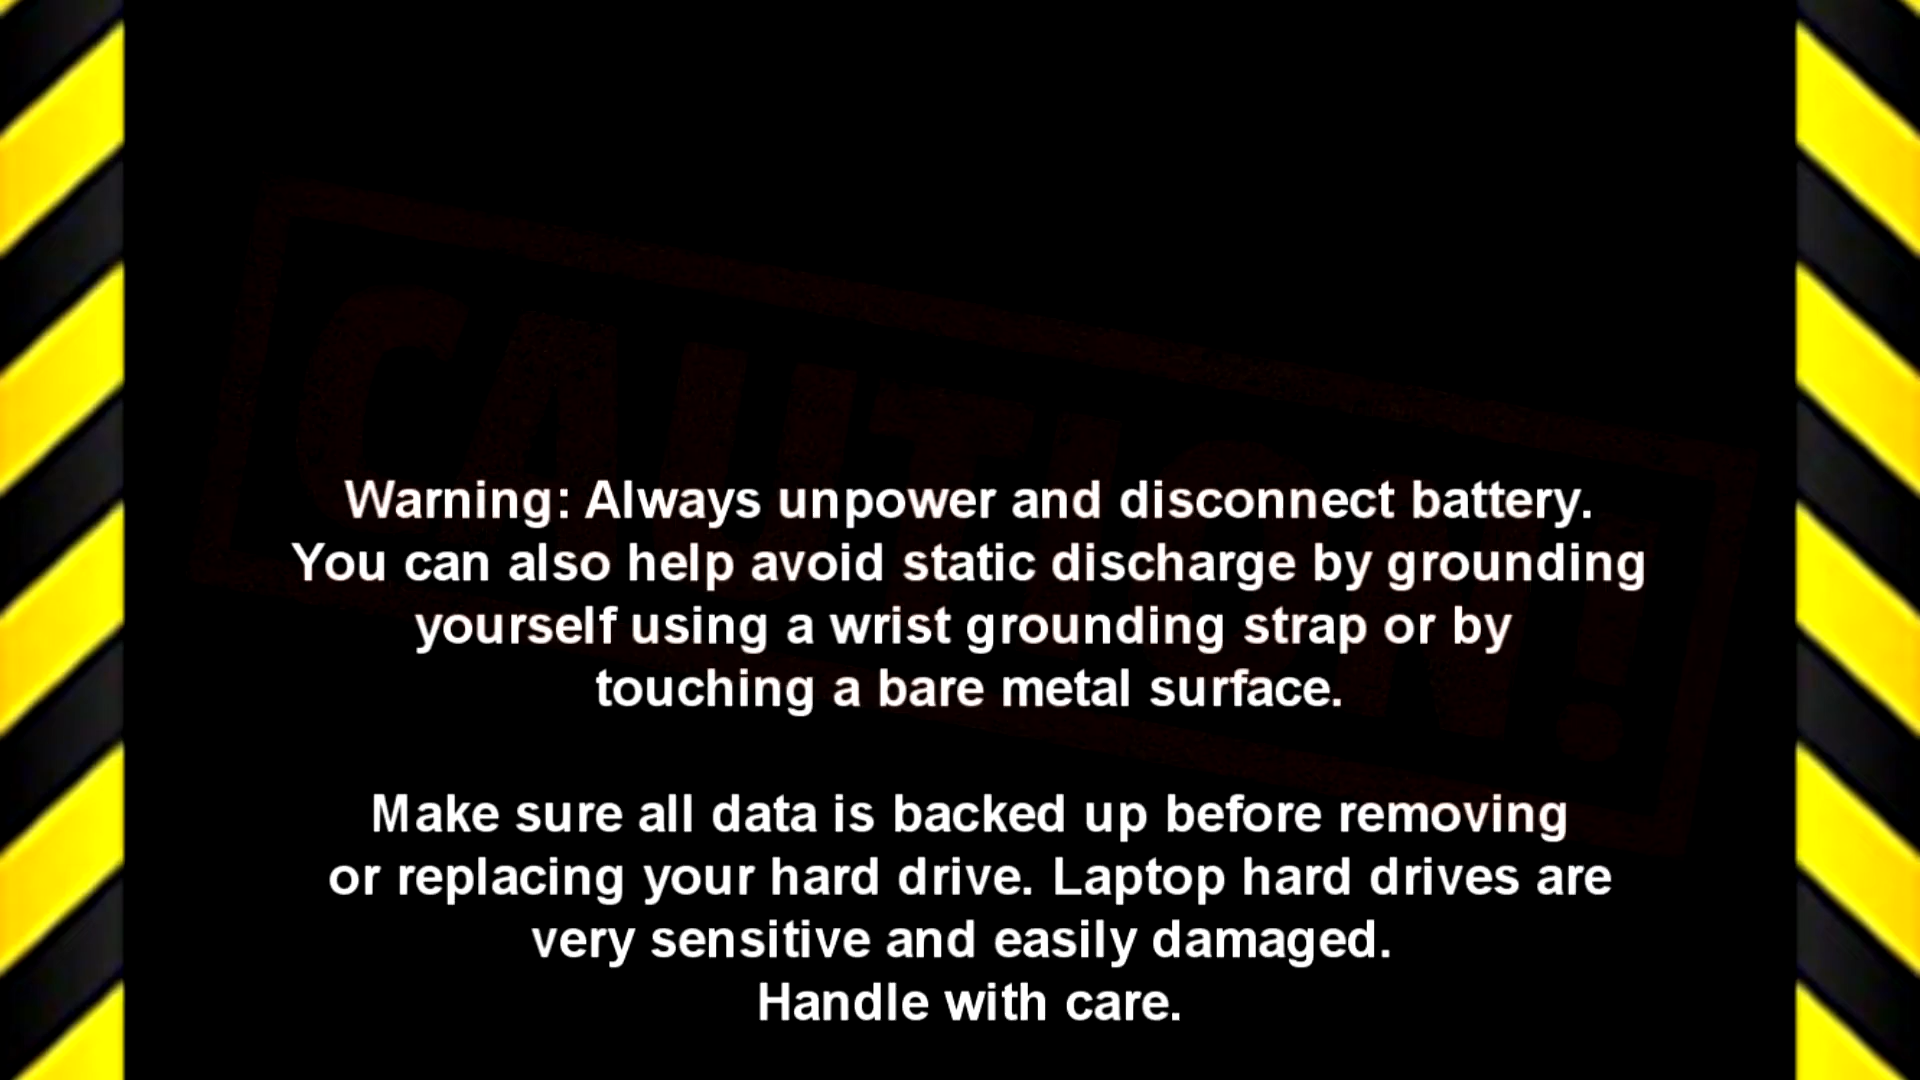 CAUTION!
Warning: Always unpower and disconnect battery.
You can also help avoid static discharge by grounding
yourself using a wrist grounding strap or by
touching a bare metal surface.
Make sure all data is backed up before removing
or replacing your hard drive. Laptop hard drives are
very sensitive and easily damaged.
Handle with care.